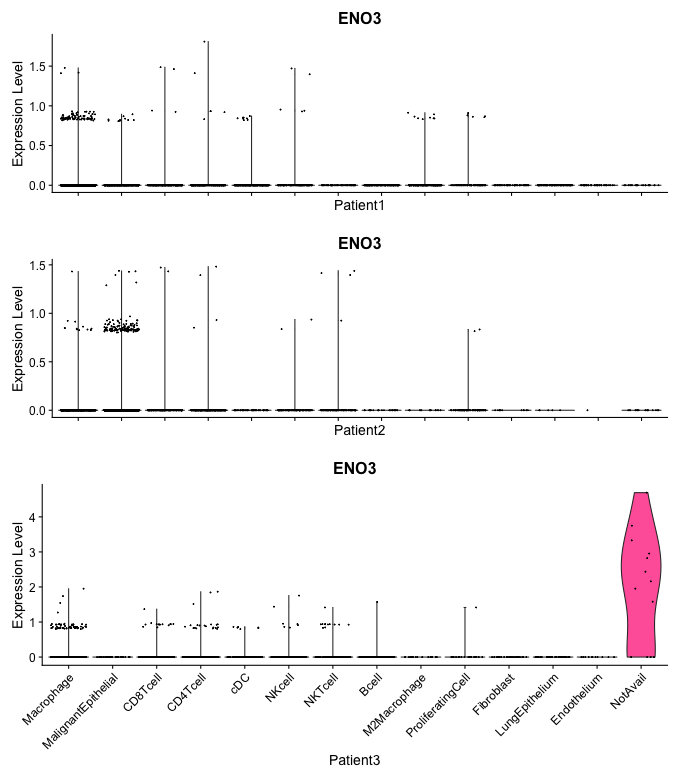 ENO3
Expression Level
1.5
1.0
0.5
0.0
Patient1
ENO3
Expression Level
1.5
1.0
0.5
0.0
Patient2
ENO3
Expression Level
4
3
2
1
0
Macrophage
MalignantEpithelial
CD8Tcell
CD4Tcell
cDC
NKcell
NKTcell
Bcell
M2Macrophage
ProliferatingCell
Fibroblast
LungEpithelium
Endothelium
NotAvail
Patient3